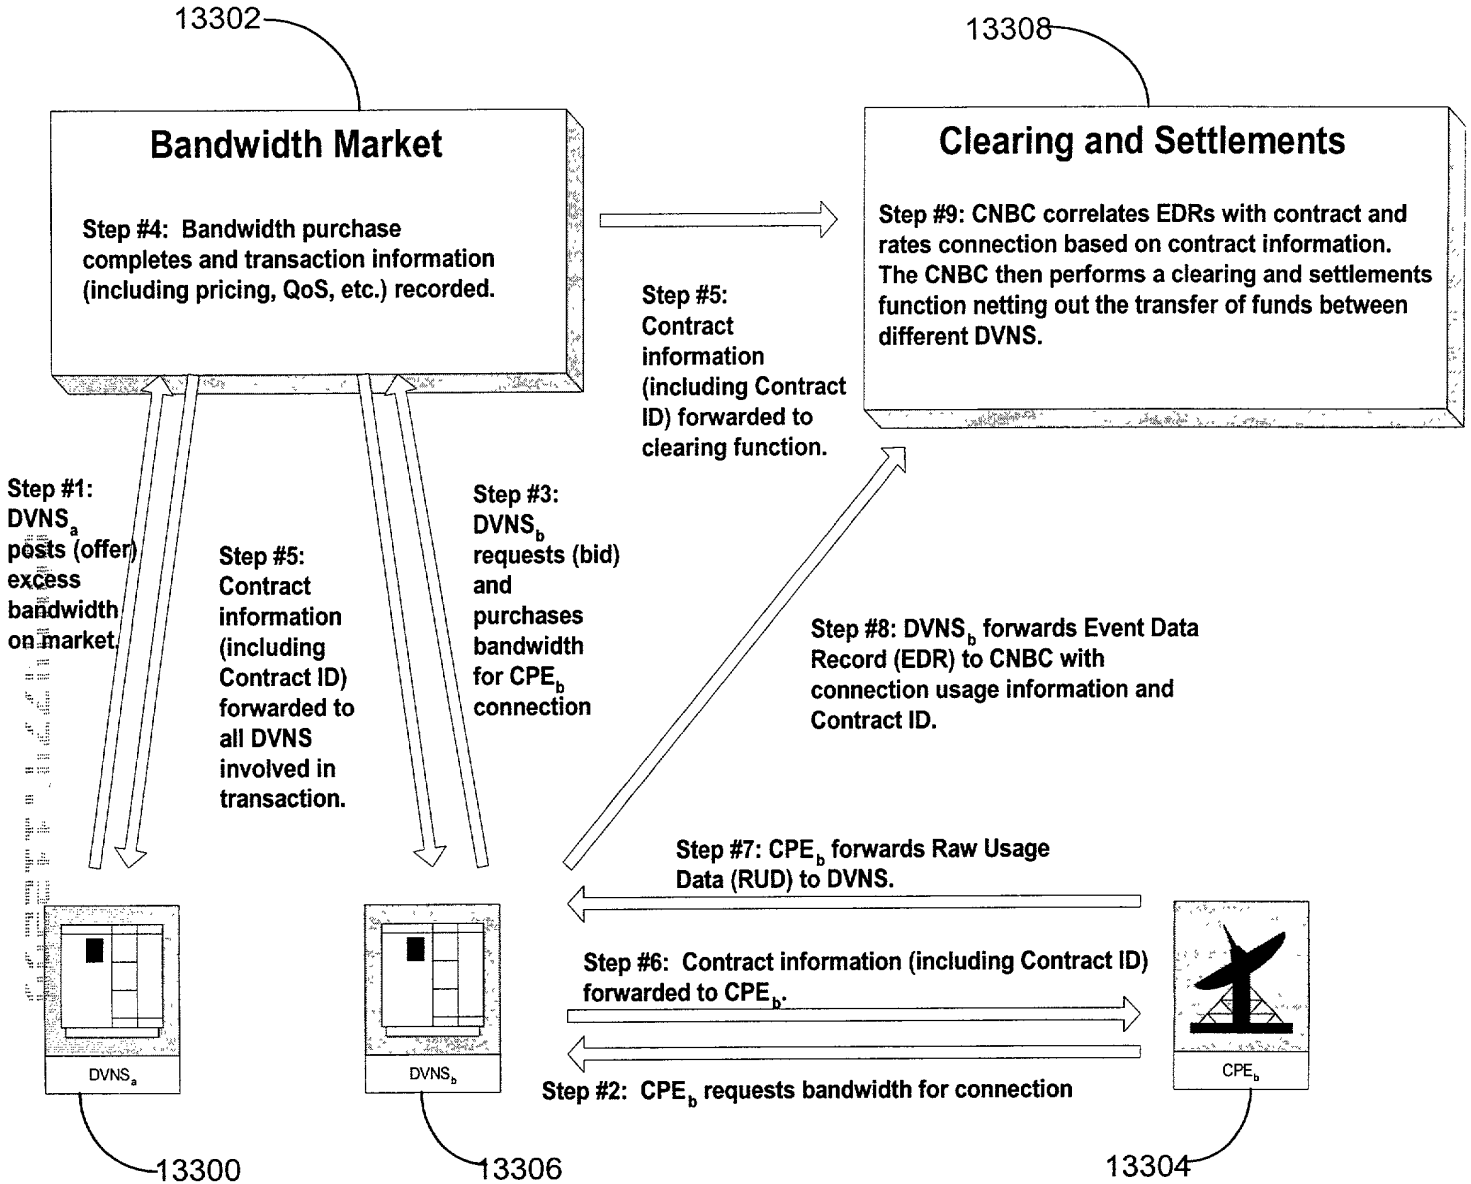 13302
13308
Bandwidth Market
Step #4: Bandwidth purchase
completes and transaction information
(including pricing, QoS, etc.) recorded.
Clearing and Settlements
Step #9: CNBC correlates EDRs with contract and
rates connection based on contract information.
The CNBC then performs a clearing and settlements
function netting out the transfer of funds between
different DVNS.
Step #5:
Contract
information
(including Contract
ID) forwarded to
clearing function.
Step #1:
DVNSa
posts (offer)
excess
bandwidth
on market.
Step #5:
Contract
information
(including
Contract ID)
forwarded to
all DVNS
involved in
transaction.
Step #3:
DVNSb
requests (bid)
and
purchases
bandwidth
for CPEb
connection
Step #8: DVNSb forwards Event Data
Record (EDR) to CNBC with
connection usage information and
Contract ID.
Step #7: CPEb forwards Raw Usage
Data (RUD) to DVNS.
Step #6: Contract information (including Contract ID)
forwarded to CPEb.
Step #2: CPEb requests bandwidth for connection
DVNSa
DVNSb
CPEb
13300
13306
13304